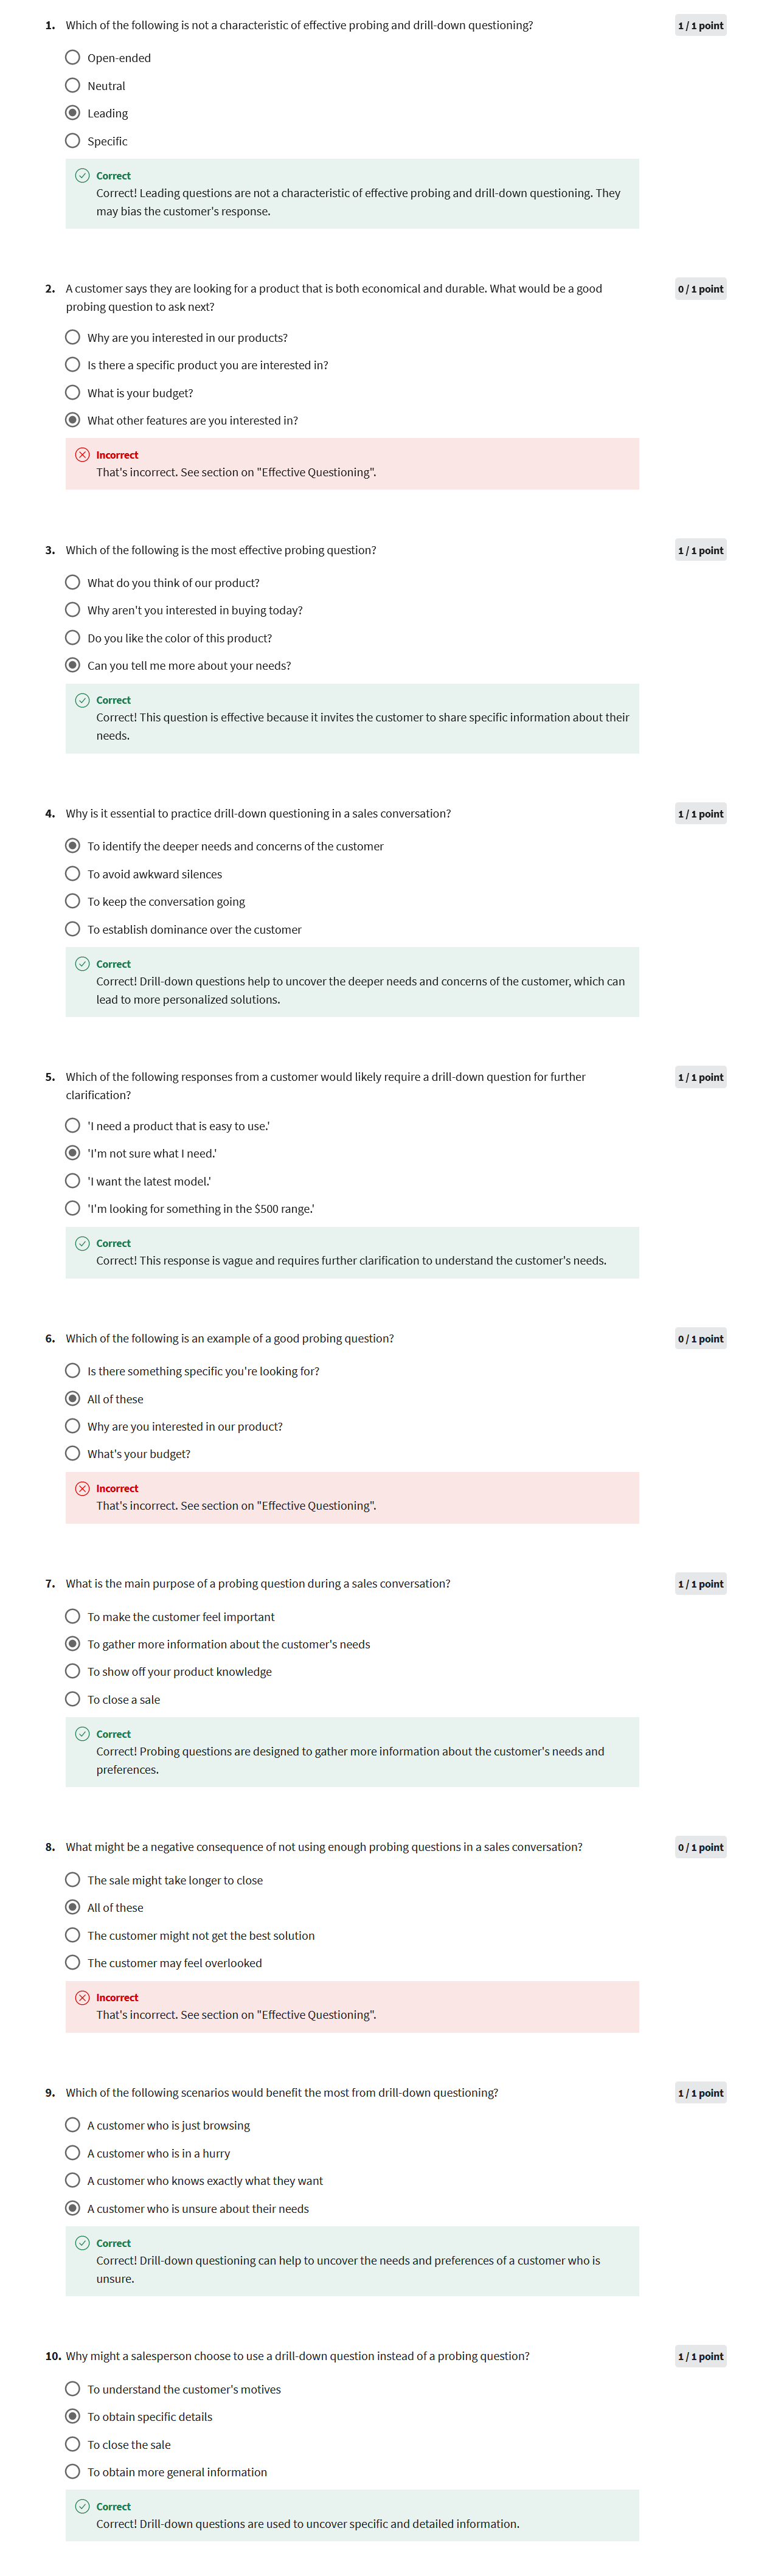 1. Which of the following is not a characteristic of effective probing and drill-down questioning? 1 / 1 point
Open-ended
Neutral
Leading
Specific
Correct
Correct! Leading questions are not a characteristic of effective probing and drill-down questioning. They
may bias the customer's response.
2. A customer says they are looking for a product that is both economical and durable. What would be a good 0 / 1 point
probing question to ask next?
Why are you interested in our products?
Is there a specific product you are interested in?
What is your budget?
What other features are you interested in?
Incorrect
That's incorrect. See section on "Effective Questioning".
3. Which of the following is the most effective probing question? 1 / 1 point
What do you think of our product?
Why aren't you interested in buying today?
Do you like the color of this product?
Can you tell me more about your needs?
Correct
Correct! This question is effective because it invites the customer to share specific information about their
needs.
4. Why is it essential to practice drill-down questioning in a sales conversation? 1 / 1 point
To identify the deeper needs and concerns of the customer
To avoid awkward silences
To keep the conversation going
To establish dominance over the customer
Correct
Correct! Drill-down questions help to uncover the deeper needs and concerns of the customer, which can
lead to more personalized solutions.
5. Which of the following responses from a customer would likely require a drill-down question for further 1 / 1 point
clarification?
'I need a product that is easy to use.'
'I'm not sure what I need.'
'I want the latest model.'
'I'm looking for something in the $500 range.'
Correct
Correct! This response is vague and requires further clarification to understand the customer's needs.
6. Which of the following is an example of a good probing question? 0 / 1 point
Is there something specific you're looking for?
All of these
Why are you interested in our product?
What's your budget?
Incorrect
That's incorrect. See section on "Effective Questioning".
7. What is the main purpose of a probing question during a sales conversation? 1 / 1 point
To make the customer feel important
To gather more information about the customer's needs
To show off your product knowledge
To close a sale
Correct
Correct! Probing questions are designed to gather more information about the customer's needs and
preferences.
8. What might be a negative consequence of not using enough probing questions in a sales conversation? 0 / 1 point
The sale might take longer to close
All of these
The customer might not get the best solution
The customer may feel overlooked
Incorrect
That's incorrect. See section on "Effective Questioning".
9. Which of the following scenarios would benefit the most from drill-down questioning? 1 / 1 point
A customer who is just browsing
A customer who is in a hurry
A customer who knows exactly what they want
A customer who is unsure about their needs
Correct
Correct! Drill-down questioning can help to uncover the needs and preferences of a customer who is
unsure.
10. Why might a salesperson choose to use a drill-down question instead of a probing question? 1 / 1 point
To understand the customer's motives
To obtain specific details
To close the sale
To obtain more general information
Correct
Correct! Drill-down questions are used to uncover specific and detailed information.